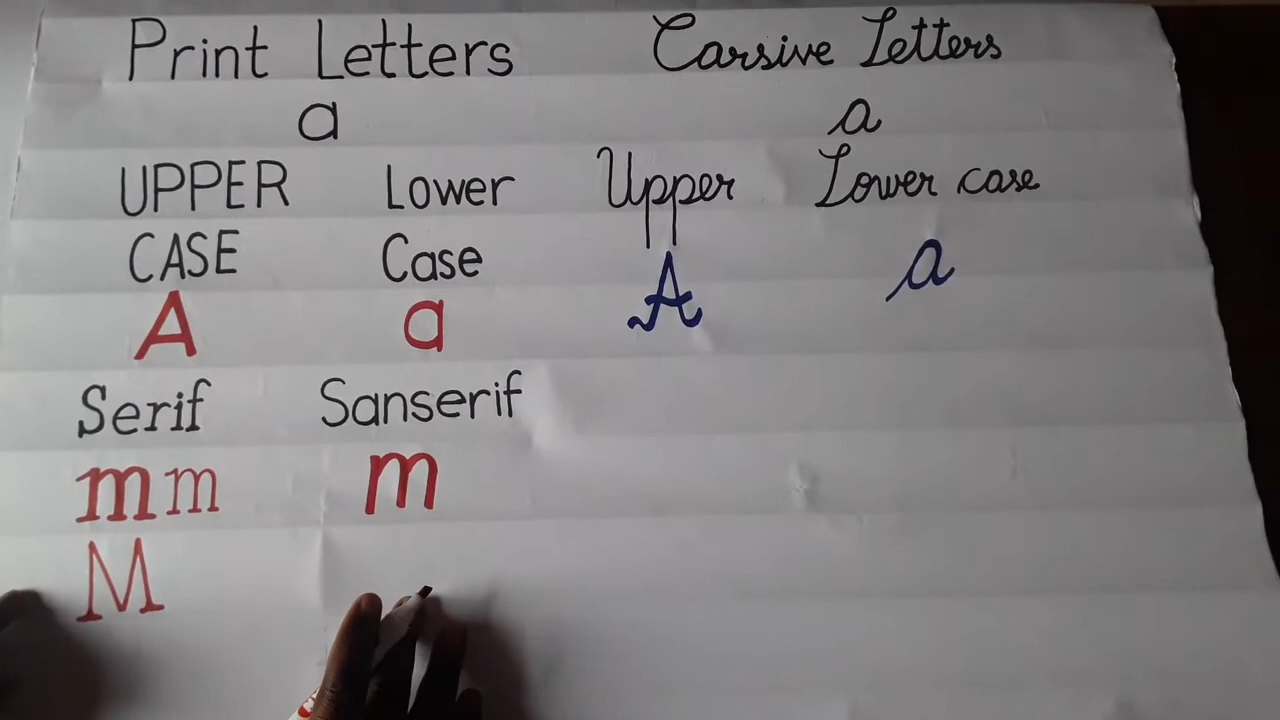 Print Letters Carsive Letters
a a
UPPER Lower Upper Lower case
CASE Case
A a A a
Serif Sanserif
mm m
M